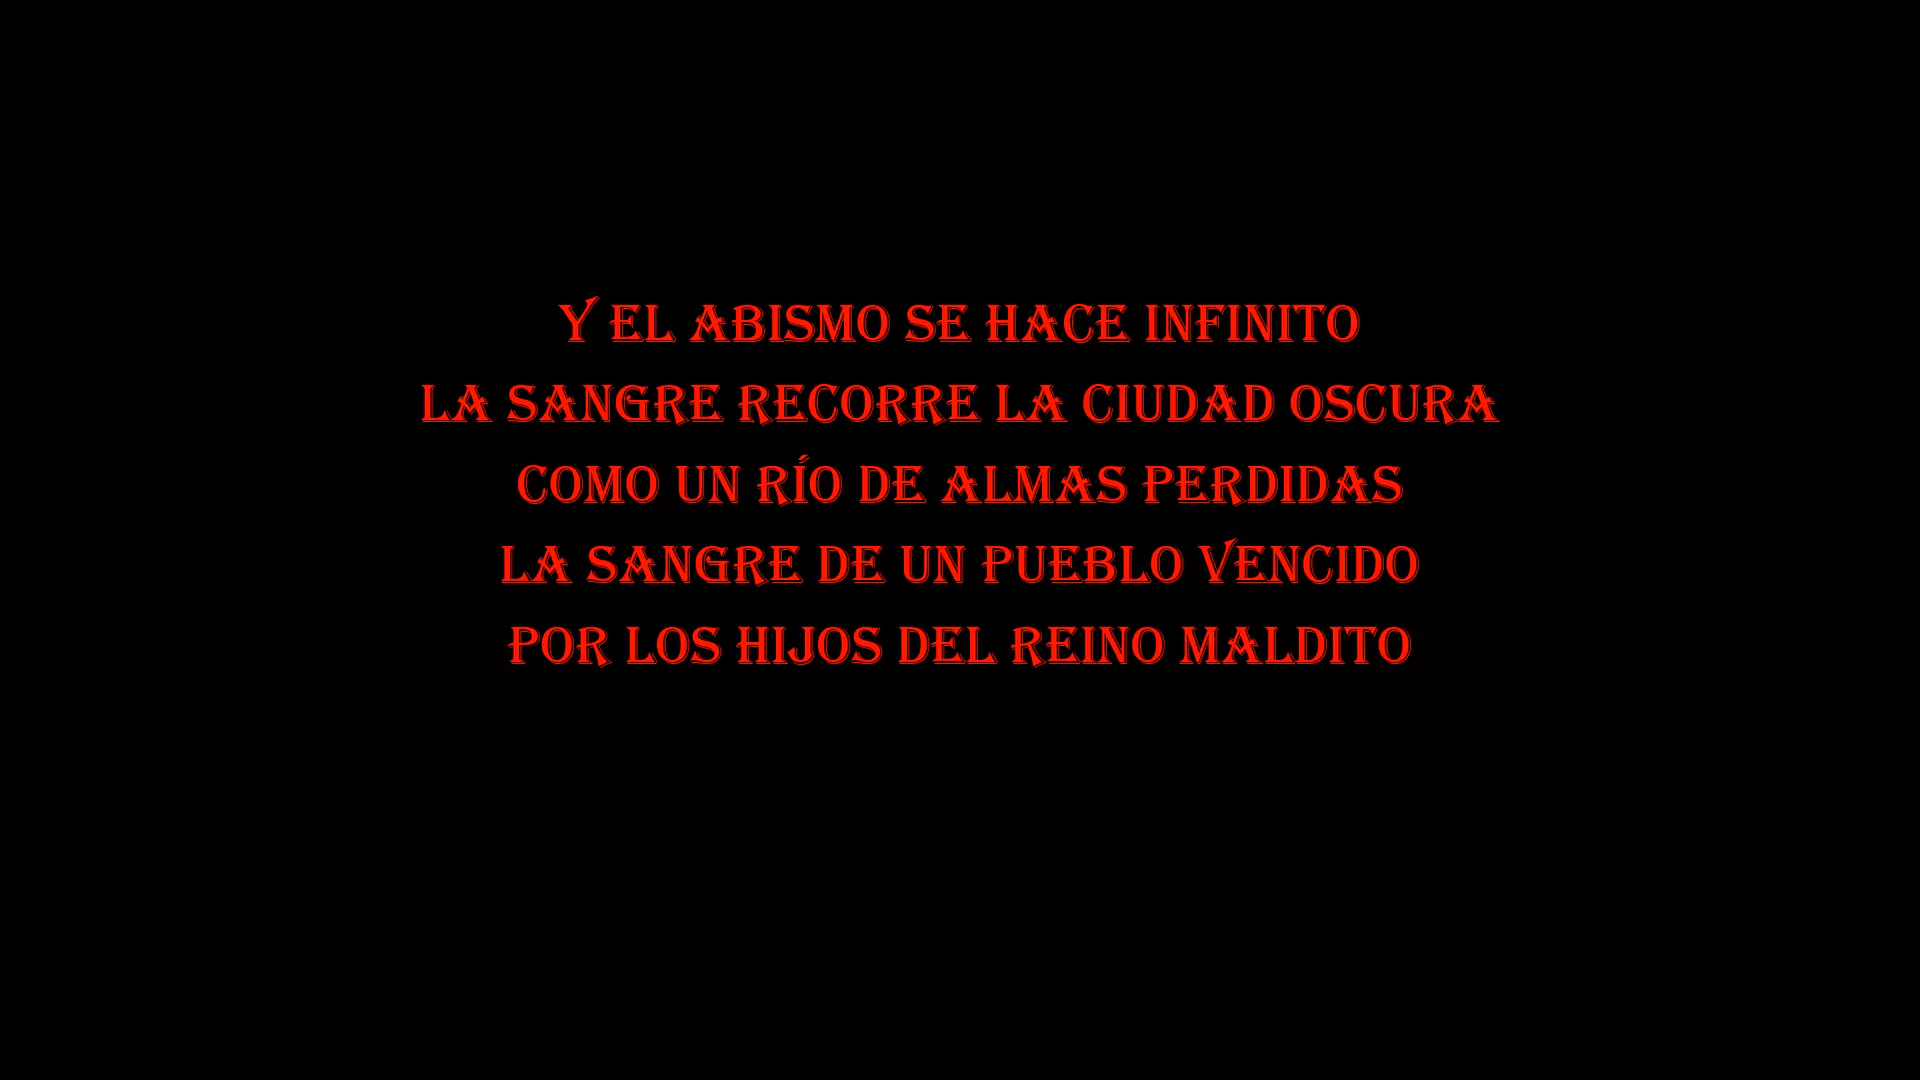 Y EL ABISMO SE HACE INFINITO
LA SANGRE RECORRE LA CIUDAD OSCURA
COMO UN RÍO DE ALMAS PERDIDAS
LA SANGRE DE UN PUEBLO VENCIDO
POR LOS HIJOS DEL REINO MALDITO